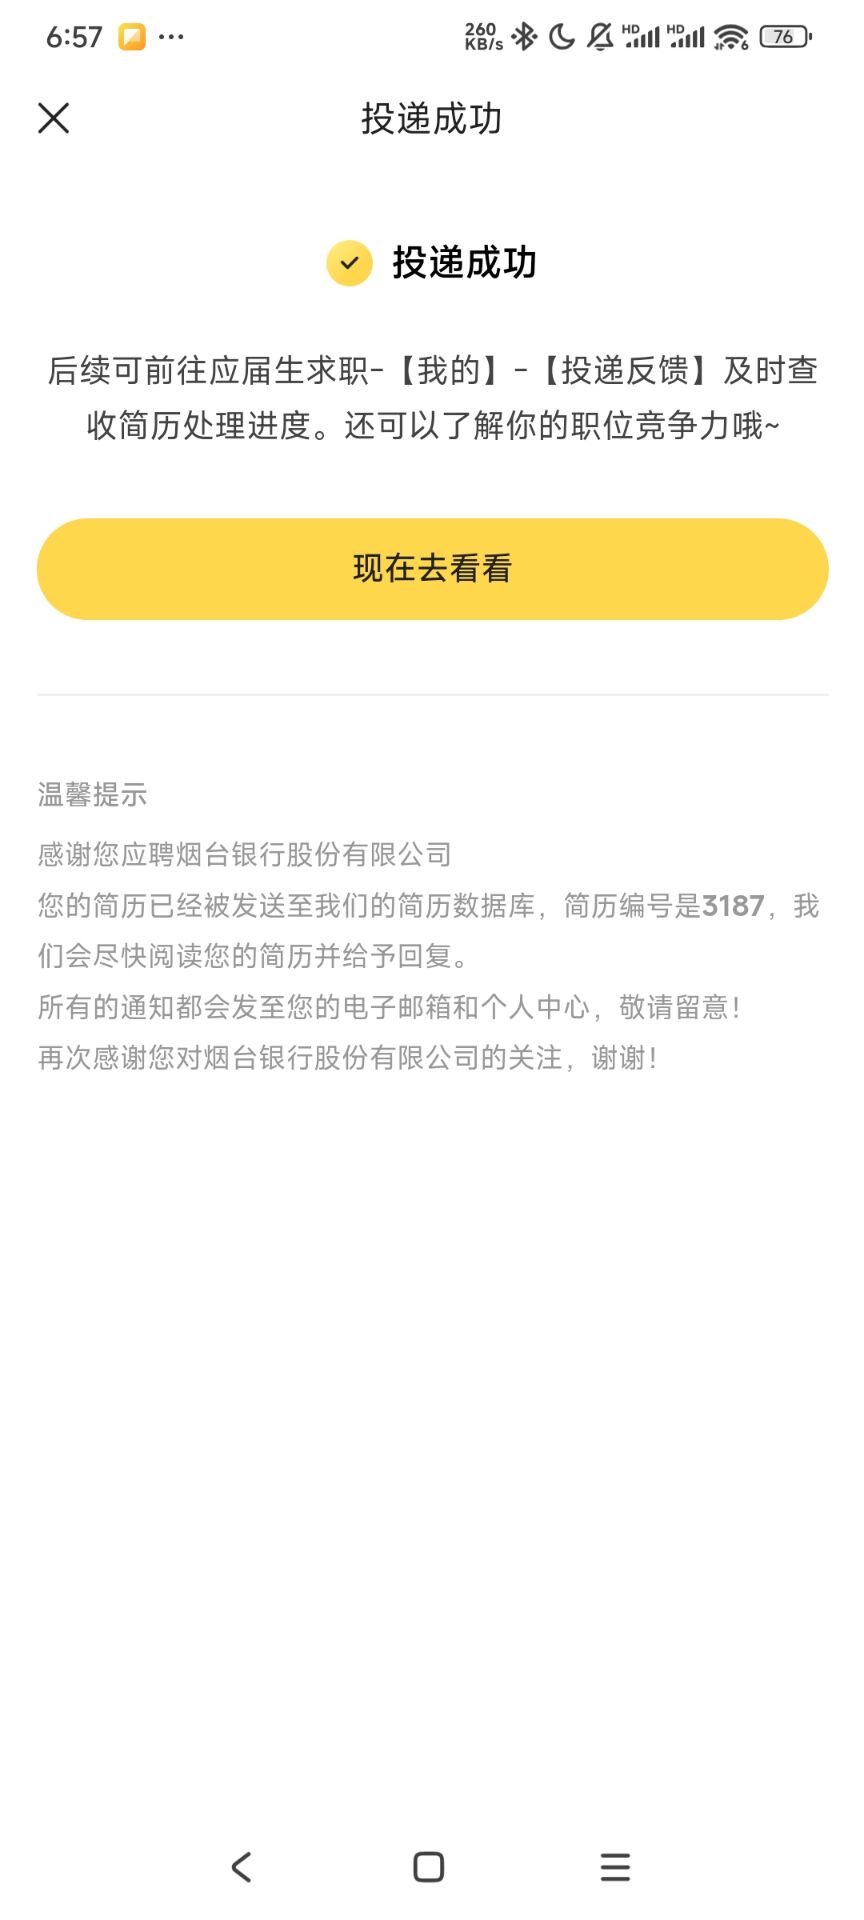 6:57
260 KB/s HD HD 6 76
投递成功
投递成功
后续可前往应届生求职-【我的】-【投递反馈】及时查
收简历处理进度。还可以了解你的职位竞争力哦~
现在去看看
温馨提示
感谢您应聘烟台银行股份有限公司
您的简历已经被发送至我们的简历数据库，简历编号是3187，我
们会尽快阅读您的简历并给予回复。
所有的通知都会发至您的电子邮箱和个人中心，敬请留意！
再次感谢您对烟台银行股份有限公司的关注，谢谢！